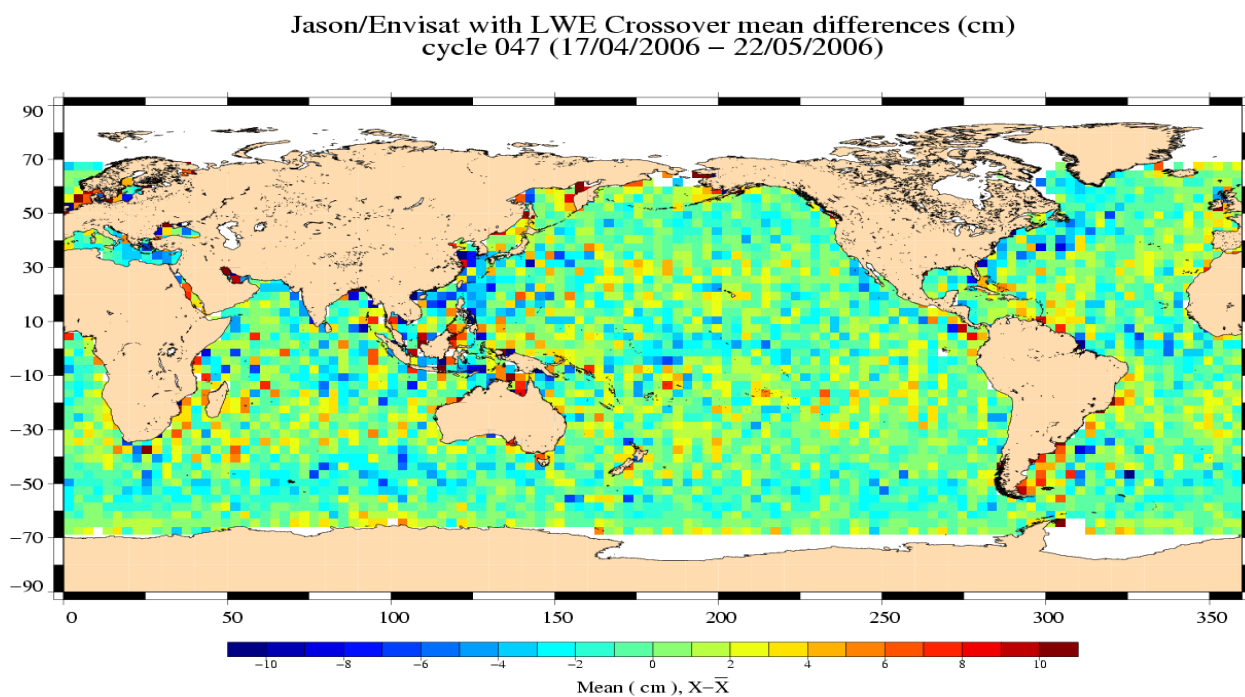 Jason/Envisat with LWE Crossover mean differences (cm)
cycle 047 (17/04/2006 − 22/05/2006)
90
70
50
30
10
−10
−30
−50
−70
−90
0 50 100 150 200 250 300 350
−10 −8 −6 −4 −2 0 2 4 6 8 10
Mean ( cm ), X−X̅